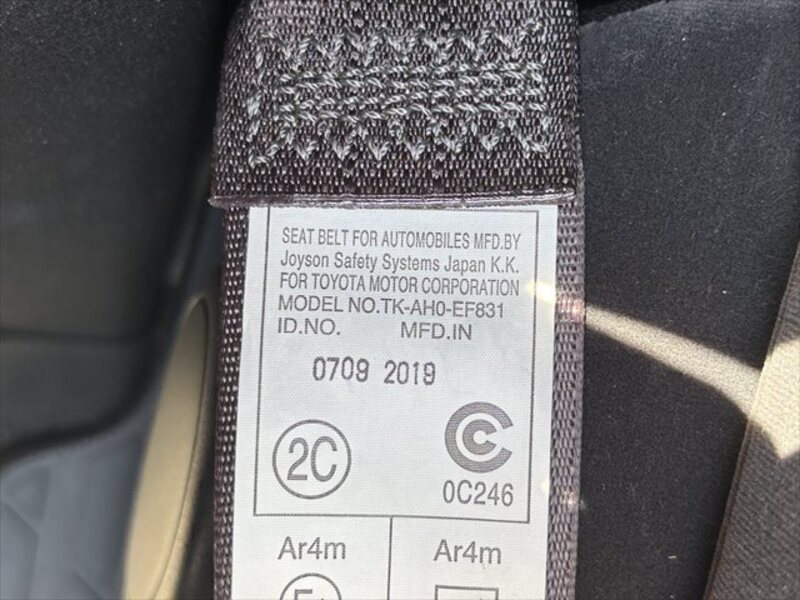 SEAT BELT FOR AUTOMOBILES MFD.BY
Joyson Safety Systems Japan K.K.
FOR TOYOTA MOTOR CORPORATION
MODEL NO.TK-AH0-EF831
ID.NO. MFD.IN
0709 2019
2C
0C246
Ar4m Ar4m